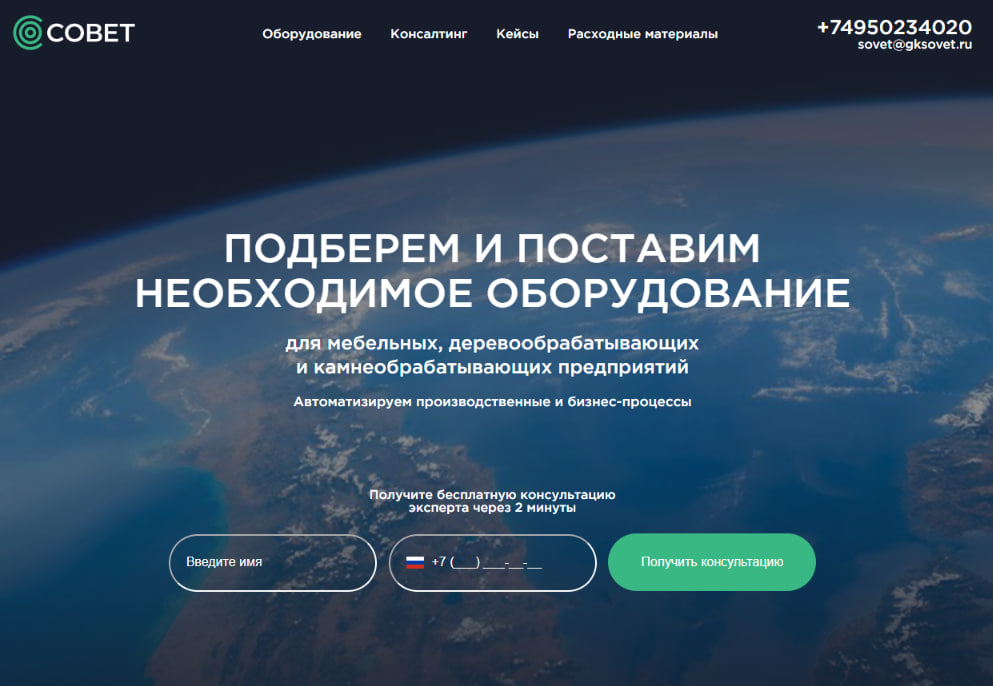 СОВЕТ
Оборудование Консалтинг Кейсы Расходные материалы
+74950234020
sovet@gksovet.ru
ПОДБЕРЕМ И ПОСТАВИМ
НЕОБХОДИМОЕ ОБОРУДОВАНИЕ
для мебельных, деревообрабатывающих
и камнеобрабатывающих предприятий
Автоматизируем производственные и бизнес-процессы
Получите бесплатную консультацию
эксперта через 2 минуты
Введите имя
+7 (___) ___-__-__
Получить консультацию